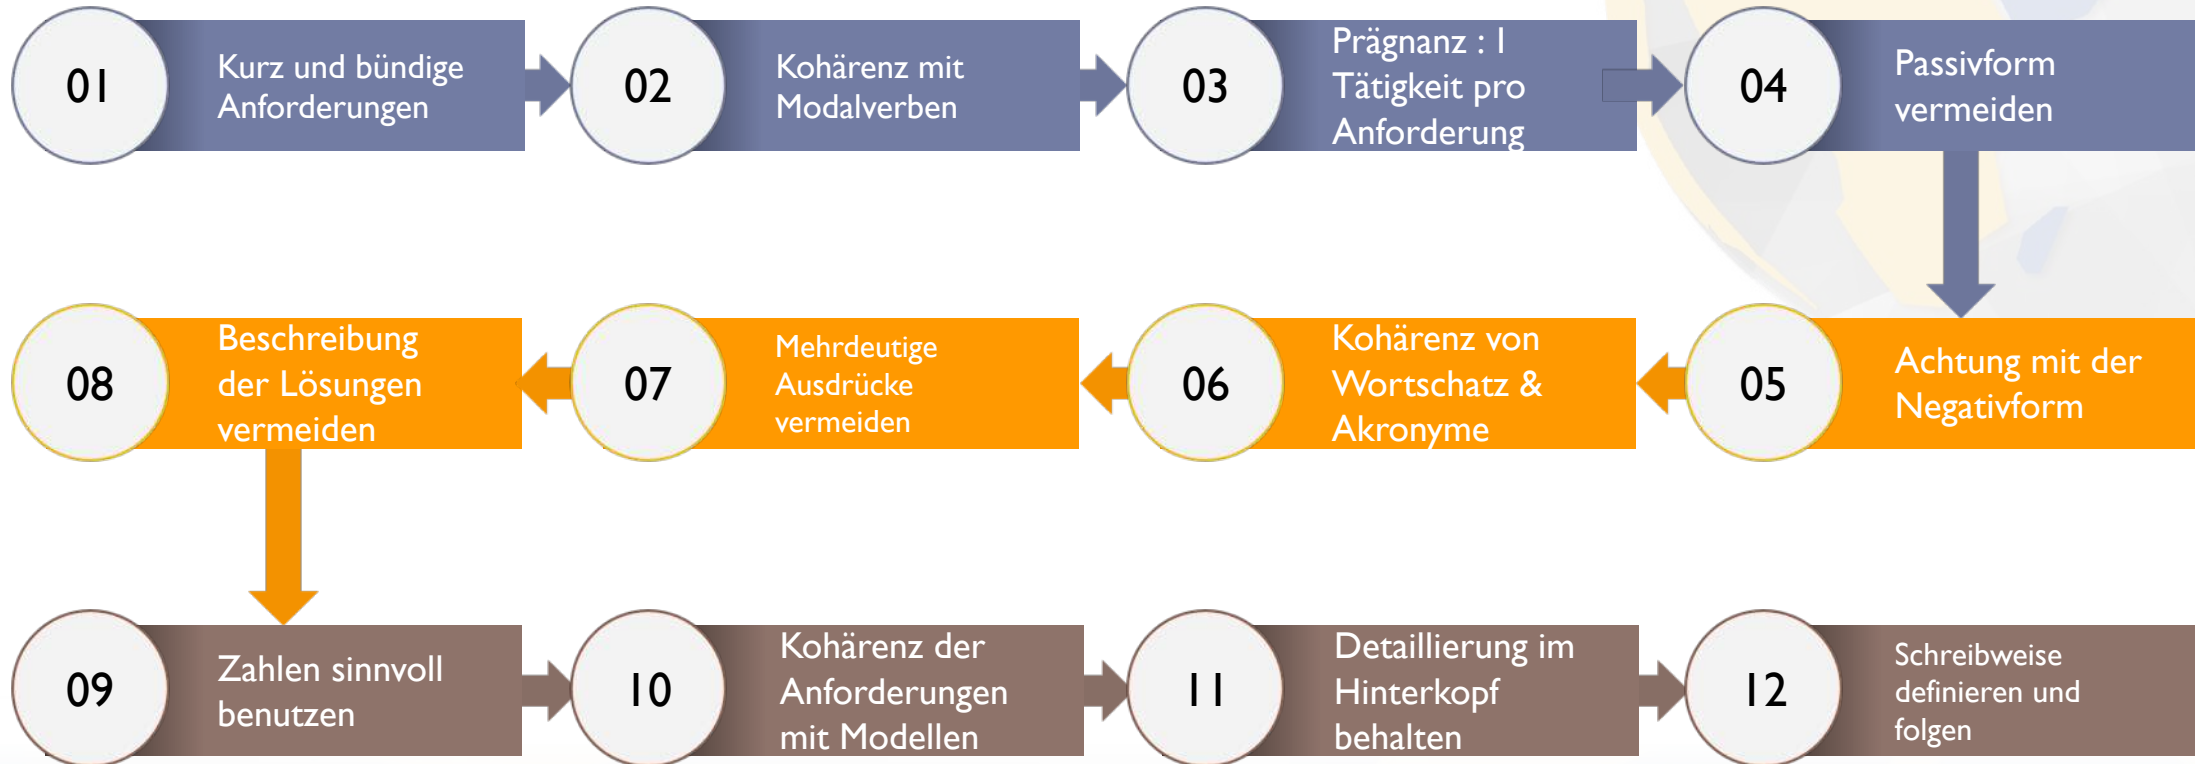 01
Kurz und bündige
Anforderungen
02
Kohärenz mit
Modalverben
03
Prägnanz : 1
Tätigkeit pro
Anforderung
04
Passivform
vermeiden
05
Achtung mit der
Negativform
06
Kohärenz von
Wortschatz &
Akronyme
07
Mehrdeutige
Ausdrücke
vermeiden
08
Beschreibung
der Lösungen
vermeiden
09
Zahlen sinnvoll
benutzen
10
Kohärenz der
Anforderungen
mit Modellen
11
Detaillierung im
Hinterkopf
behalten
12
Schreibweise
definieren und
folgen